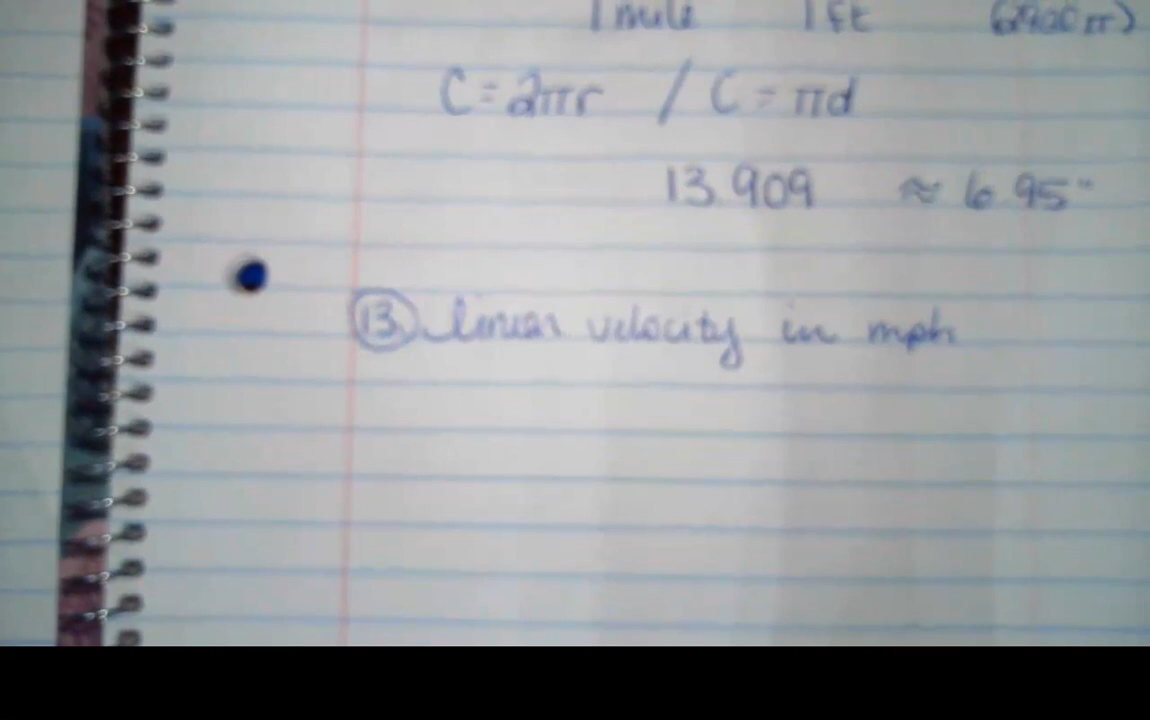 1 mile 1 ft
C = 2πr / C = πd
13.909 ≈ 6.95"
13. linear velocity in mph